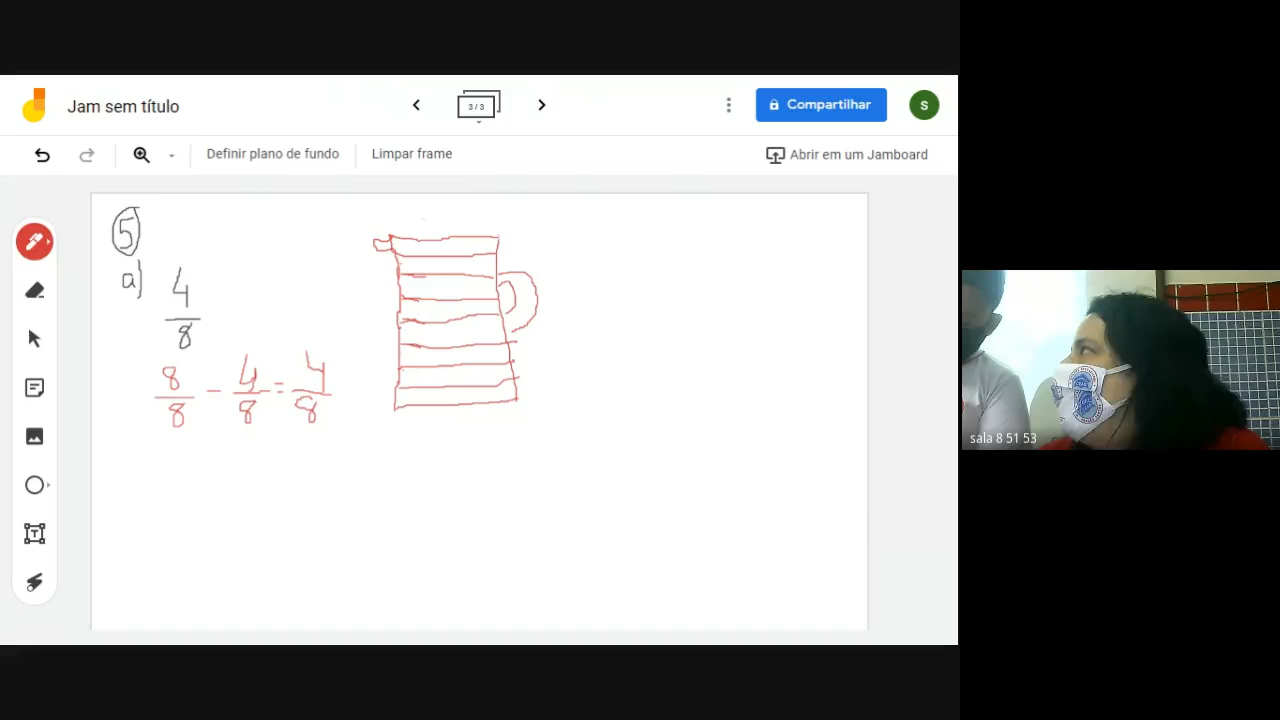 Jam sem título
3 / 3
Compartilhar
S
Definir plano de fundo
Limpar frame
Abrir em um Jamboard
5
a) 4/8
8/8 - 4/8 = 4/8
sala 8 51 53